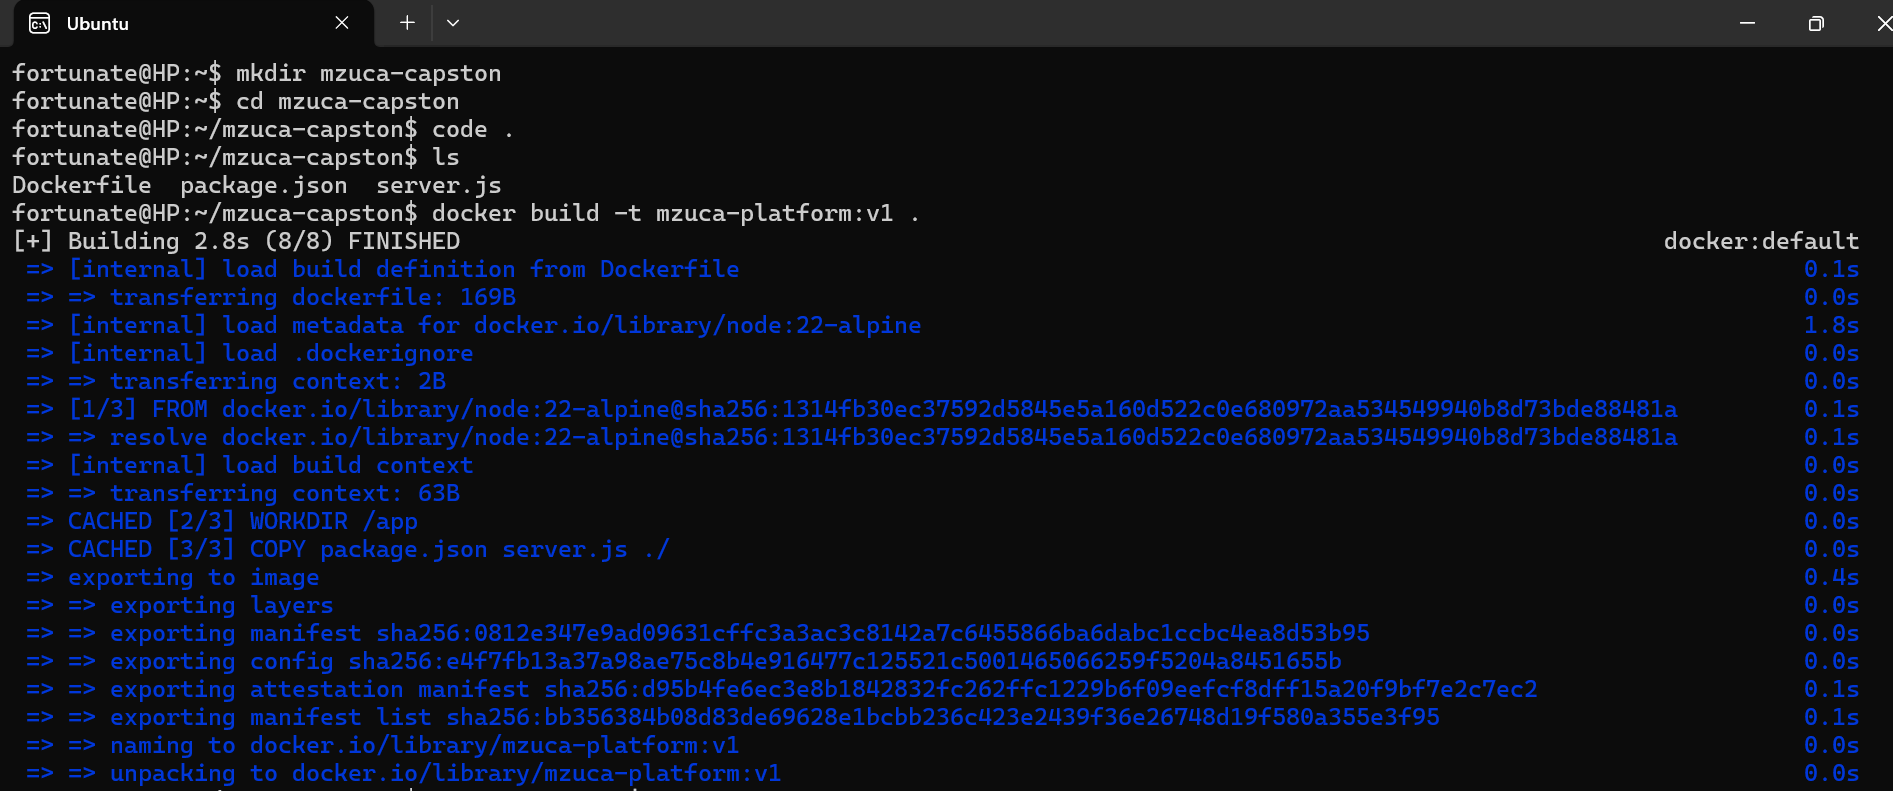 Ubuntu
fortunate@HP:~$ mkdir mzuca-capston
fortunate@HP:~$ cd mzuca-capston
fortunate@HP:~/mzuca-capston$ code .
fortunate@HP:~/mzuca-capston$ ls
Dockerfile  package.json  server.js
fortunate@HP:~/mzuca-capston$ docker build -t mzuca-platform:v1 .
[+] Building 2.8s (8/8) FINISHED docker:default
=> [internal] load build definition from Dockerfile 0.1s
=> => transferring dockerfile: 169B 0.0s
=> [internal] load metadata for docker.io/library/node:22-alpine 1.8s
=> [internal] load .dockerignore 0.0s
=> => transferring context: 2B 0.0s
=> [1/3] FROM docker.io/library/node:22-alpine@sha256:1314fb30ec37592d5845e5a160d522c0e680972aa534549940b8d73bde88481a 0.1s
=> => resolve docker.io/library/node:22-alpine@sha256:1314fb30ec37592d5845e5a160d522c0e680972aa534549940b8d73bde88481a 0.1s
=> [internal] load build context 0.0s
=> => transferring context: 63B 0.0s
=> CACHED [2/3] WORKDIR /app 0.0s
=> CACHED [3/3] COPY package.json server.js ./ 0.0s
=> exporting to image 0.4s
=> => exporting layers 0.0s
=> => exporting manifest sha256:0812e347e9ad09631cffc3a3ac3c8142a7c6455866ba6dabc1ccbc4ea8d53b95 0.0s
=> => exporting config sha256:e4f7fb13a37a98ae75c8b4e916477c125521c5001465066259f5204a8451655b 0.0s
=> => exporting attestation manifest sha256:d95b4fe6ec3e8b1842832fc262ffc1229b6f09eefcf8dff15a20f9bf7e2c7ec2 0.1s
=> => exporting manifest list sha256:bb356384b08d83de69628e1bcbb236c423e2439f36e26748d19f580a355e3f95 0.1s
=> => naming to docker.io/library/mzuca-platform:v1 0.0s
=> => unpacking to docker.io/library/mzuca-platform:v1 0.0s